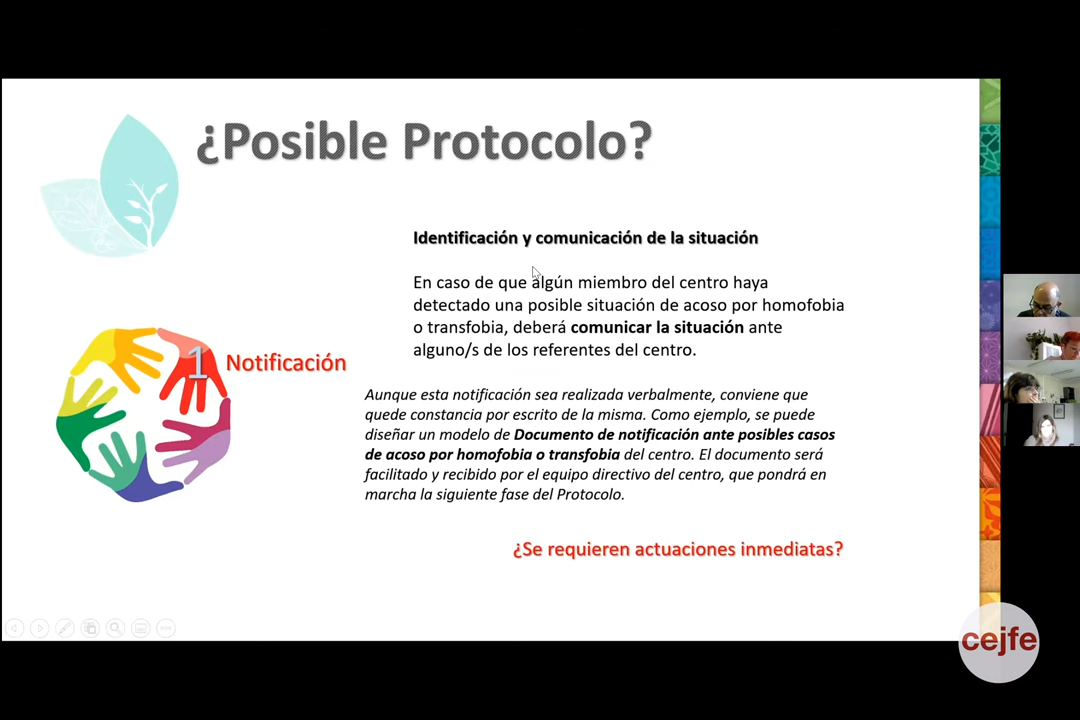 ¿Posible Protocolo?
Identificación y comunicación de la situación
En caso de que algún miembro del centro haya
detectado una posible situación de acoso por homofobia
o transfobia, deberá comunicar la situación ante
alguno/s de los referentes del centro.
1 Notificación
Aunque esta notificación sea realizada verbalmente, conviene que
quede constancia por escrito de la misma. Como ejemplo, se puede
diseñar un modelo de Documento de notificación ante posibles casos
de acoso por homofobia o transfobia del centro. El documento será
facilitado y recibido por el equipo directivo del centro, que pondrá en
marcha la siguiente fase del Protocolo.
¿Se requieren actuaciones inmediatas?
cejfe